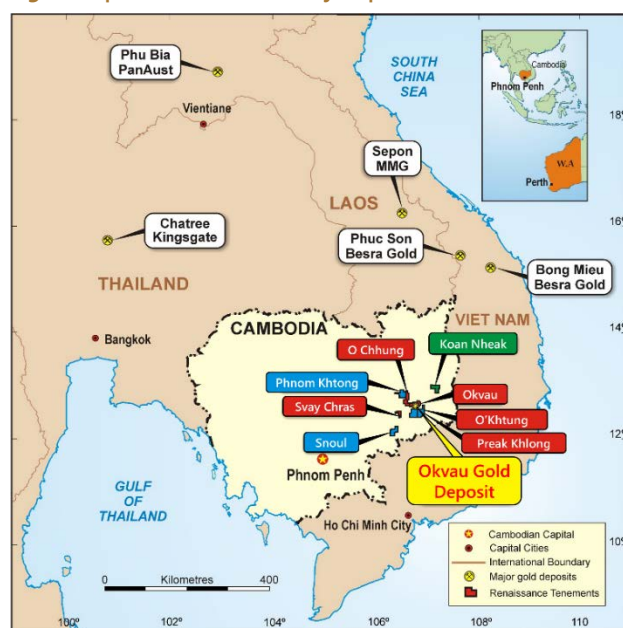 Phu Bia
PanAust
Vientiane
SOUTH
CHINA
SEA
Cambodia
Phnom Penh
W.A
Perth
18°
Sepon
MMG
LAOS
16°
Chatree
Kingsgate
Phuc Son
Besra Gold
Bong Mieu
Besra Gold
THAILAND
VIET NAM
14°
Bangkok
CAMBODIA
O Chhung
Koan Nheak
Phnom Khtong
Okvau
Svay Chras
O'Khtung
Snoul
Preak Khlong
12°
Phnom Penh
Okvau Gold
Deposit
GULF
OF
THAILAND
Ho Chi Minh City
10°
Kilometres
0 400
Cambodian Capital
Capital Cities
International Boundary
Major gold deposits
Renaissance Tenements
100° 102° 104° 106° 108° 110